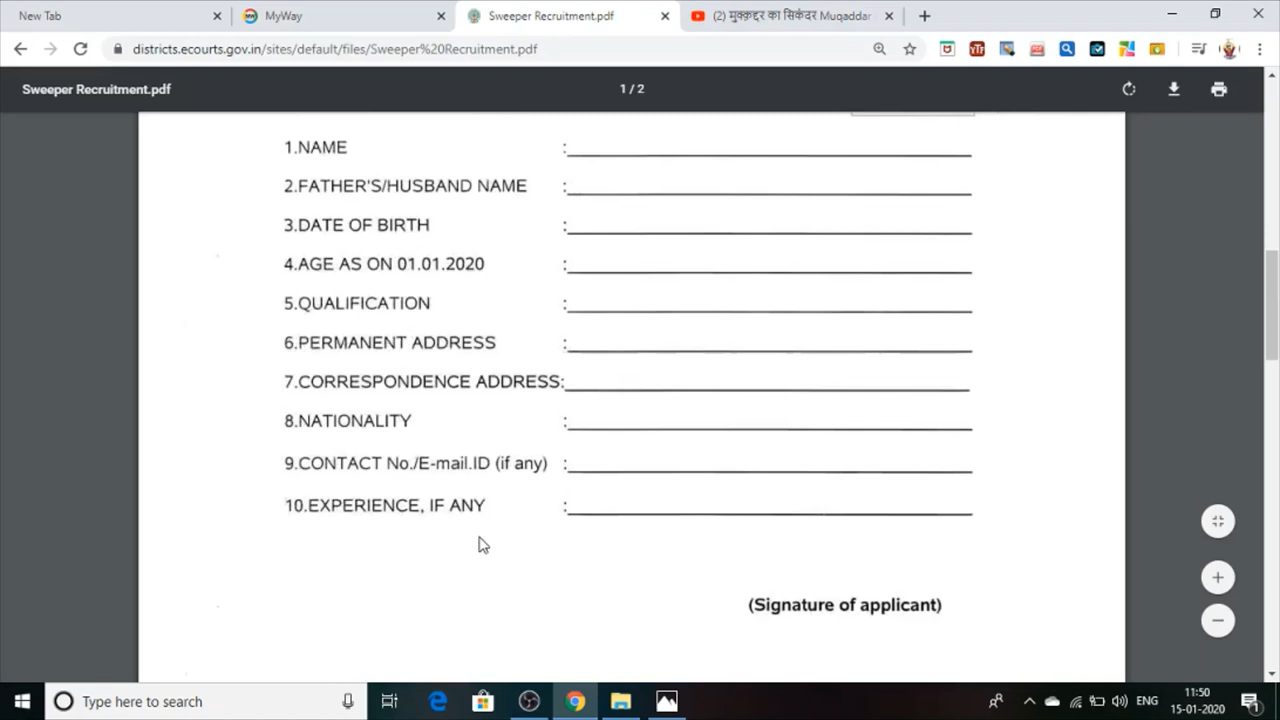 New Tab
MyWay
Sweeper Recruitment.pdf
(2) मुक़द्दर का सिकंदर Muqaddar
districts.ecourts.gov.in/sites/default/files/Sweeper%20Recruitment.pdf
Sweeper Recruitment.pdf
1 / 2
1.NAME :
2.FATHER'S/HUSBAND NAME :
3.DATE OF BIRTH :
4.AGE AS ON 01.01.2020 :
5.QUALIFICATION :
6.PERMANENT ADDRESS :
7.CORRESPONDENCE ADDRESS:
8.NATIONALITY :
9.CONTACT No./E-mail.ID (if any) :
10.EXPERIENCE, IF ANY :
(Signature of applicant)
Type here to search
ENG
11:50
15-01-2020